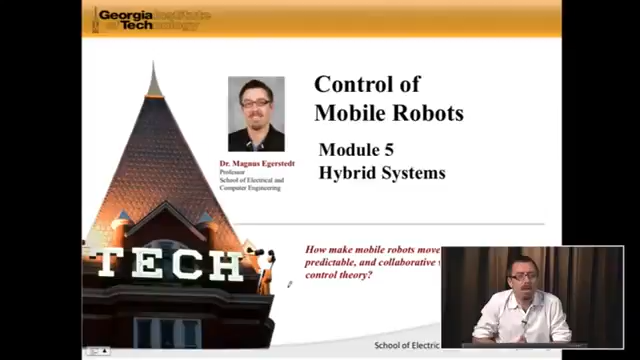 Georgia Institute
of Technology
Control of
Mobile Robots
Module 5
Hybrid Systems
Dr. Magnus Egerstedt
Professor
School of Electrical and
Computer Engineering
How make mobile robots move
predictable, and collaborative
control theory?
TECH
School of Electric